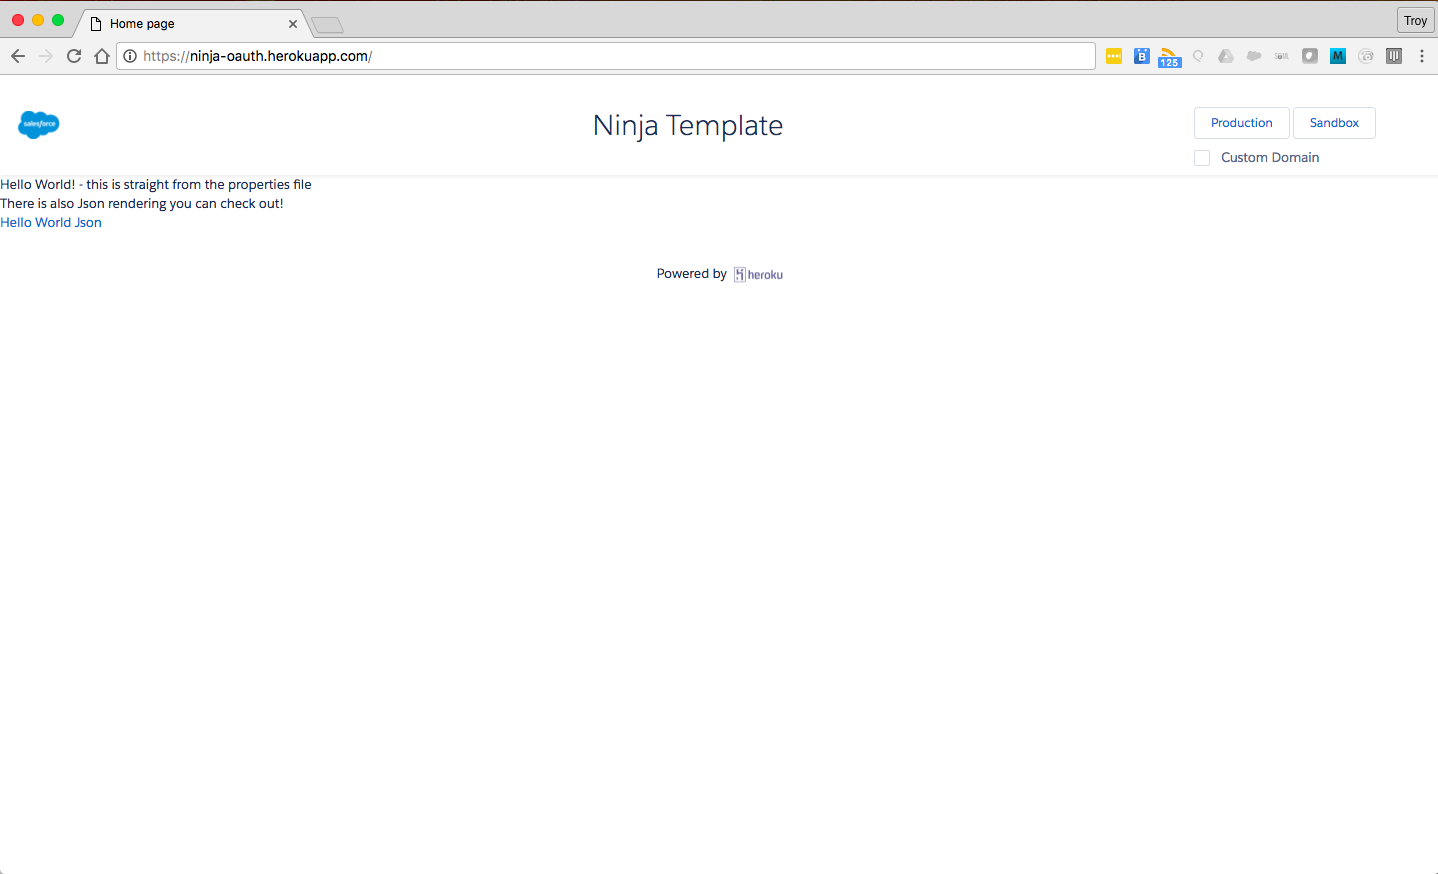 Home page
Troy
https://ninja-oauth.herokuapp.com/
B
125
M
salesforce
Ninja Template
Production
Sandbox
Custom Domain
Hello World! - this is straight from the properties file
There is also Json rendering you can check out!
Hello World Json
Powered by heroku